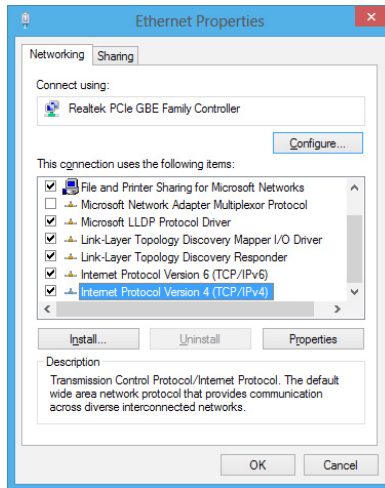 Ethernet Properties
Networking
Sharing
Connect using:
Realtek PCIe GBE Family Controller
Configure...
This connection uses the following items:
File and Printer Sharing for Microsoft Networks
Microsoft Network Adapter Multiplexor Protocol
Microsoft LLDP Protocol Driver
Link-Layer Topology Discovery Mapper I/O Driver
Link-Layer Topology Discovery Responder
Internet Protocol Version 6 (TCP/IPv6)
Internet Protocol Version 4 (TCP/IPv4)
Install...
Uninstall
Properties
Description
Transmission Control Protocol/Internet Protocol. The default
wide area network protocol that provides communication
across diverse interconnected networks.
OK
Cancel